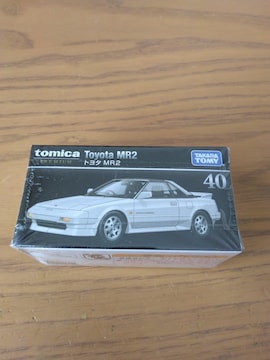 tomica Toyota MR2
PREMIUM トヨタ MR2
TAKARA
TOMY
40